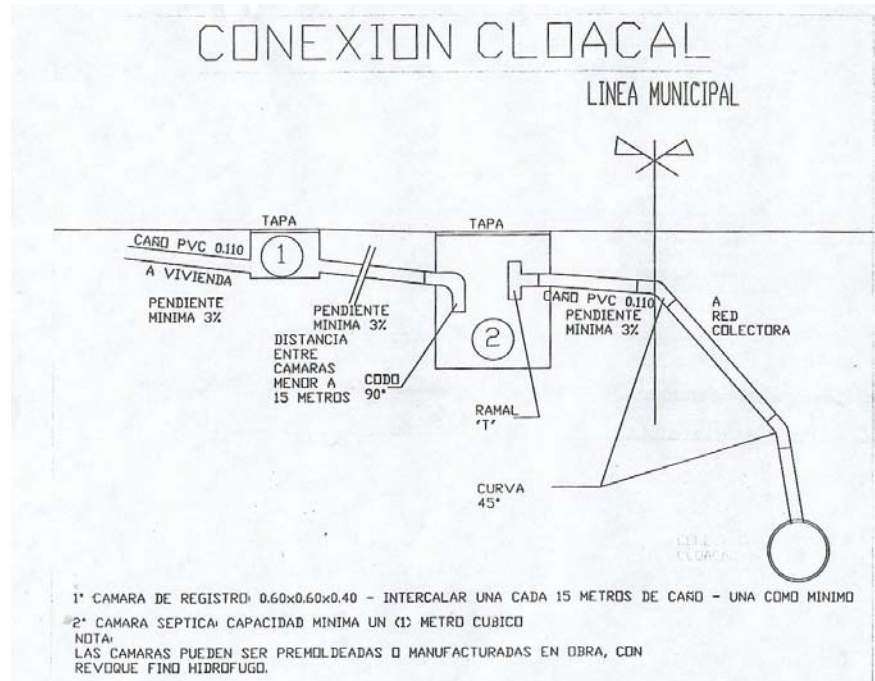 CONEXION CLOACAL
LINEA MUNICIPAL
TAPA
TAPA
CAÑO PVC 0.110
1
A VIVIENDA
PENDIENTE
MINIMA 3%
PENDIENTE
MINIMA 3%
DISTANCIA
ENTRE
CAMARAS
MENOR A
15 METROS
CODO
90°
2
RAMAL
'T'
CAÑO PVC 0.110
PENDIENTE
MINIMA 3%
A
RED
COLECTORA
CURVA
45°
CLOACAL
1° CAMARA DE REGISTRO: 0.60x0.60x0.40 - INTERCALAR UNA CADA 15 METROS DE CAÑO - UNA COMO MINIMO
2° CAMARA SEPTICA: CAPACIDAD MINIMA UN (1) METRO CUBICO
NOTA:
LAS CAMARAS PUEDEN SER PREMOLDEADAS O MANUFACTURADAS EN OBRA, CON
REVOQUE FINO HIDROFUGO.